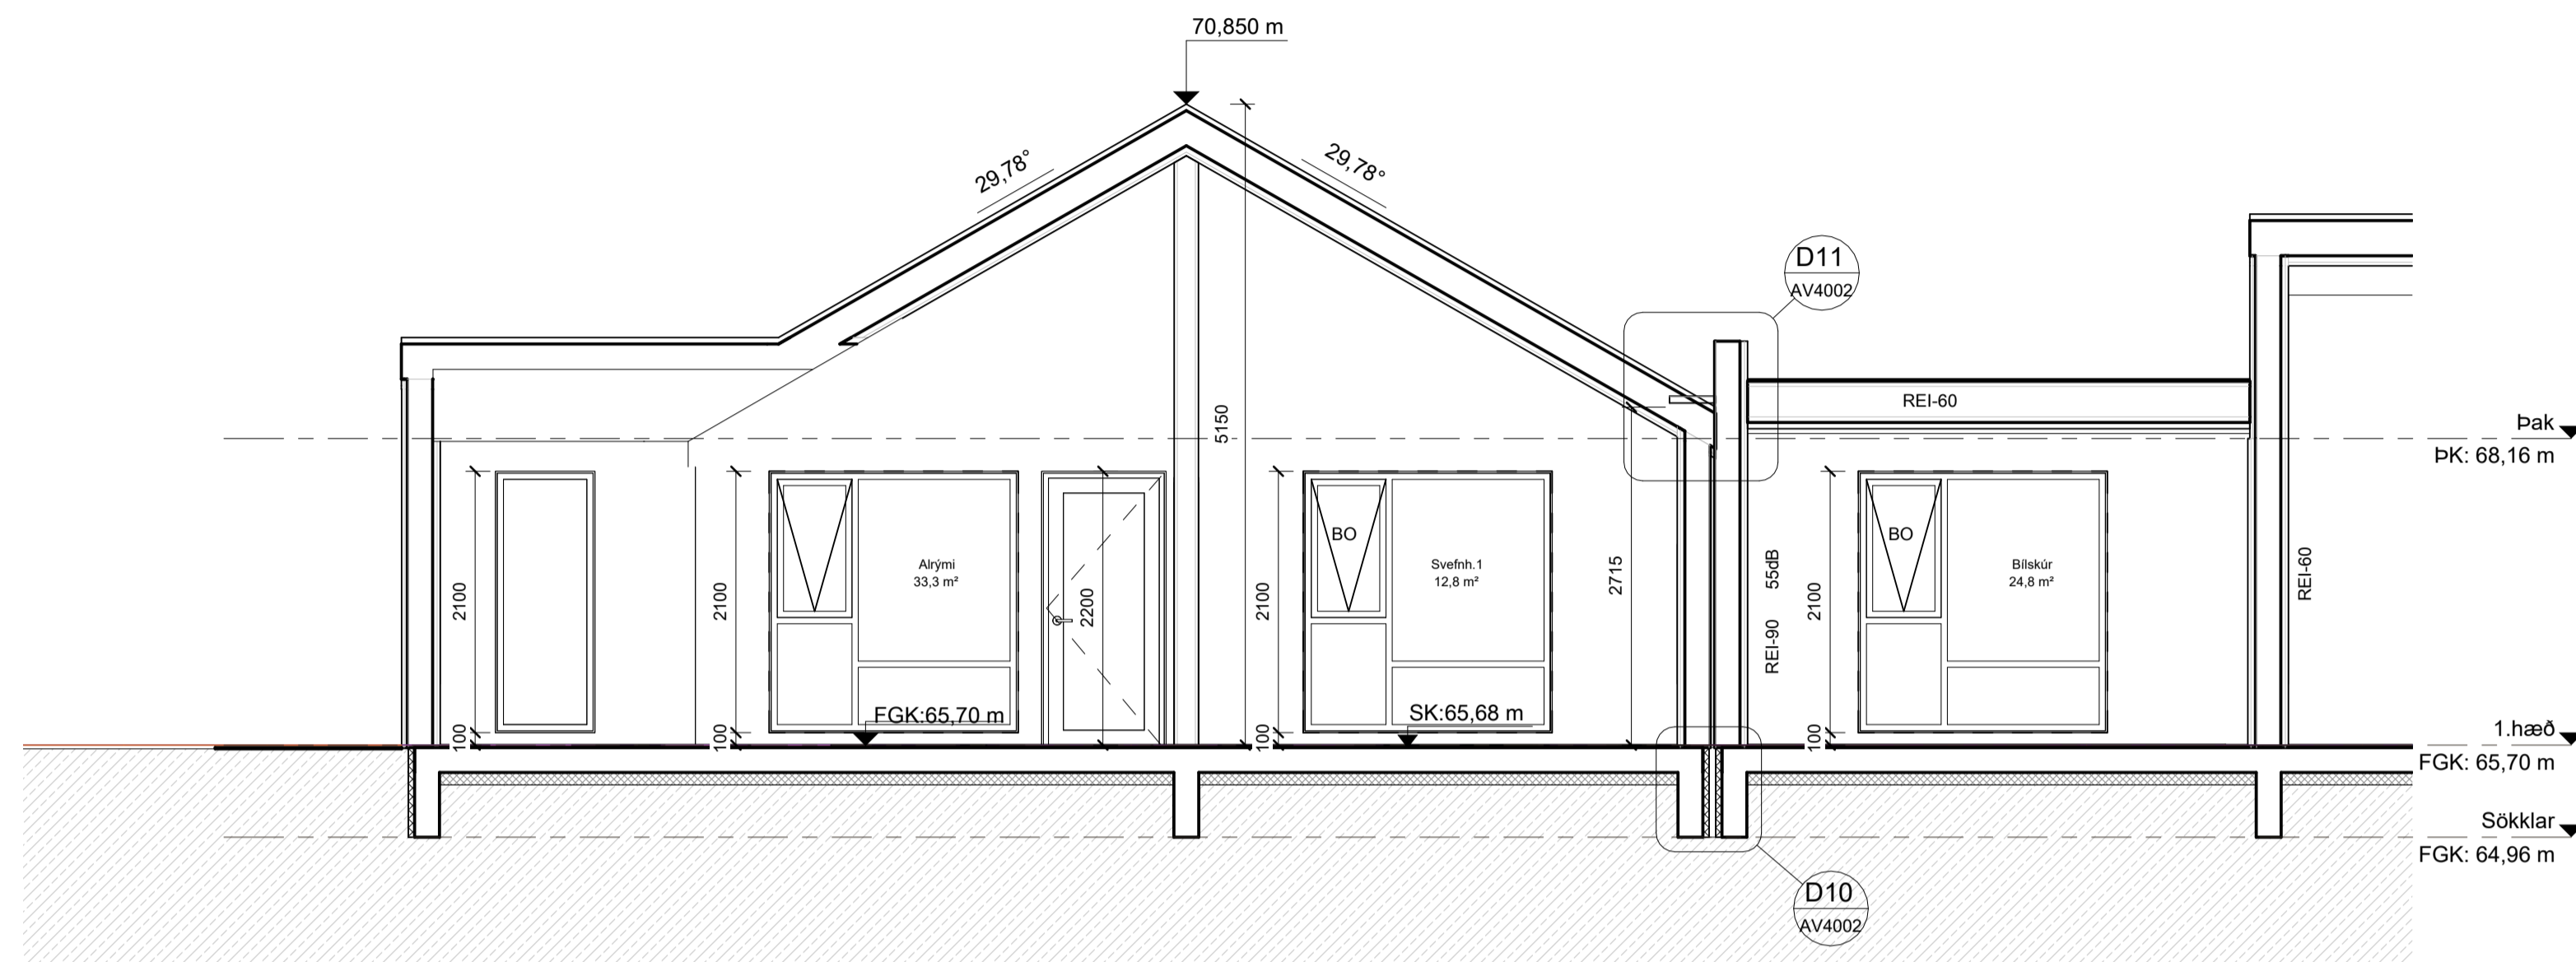 70,850 m
29,78°
29,78°
D11
AV4002
5150
REI-60
Þak
ÞK: 68,16 m
2100
100
2100
100
Alrými
33,3 m²
2200
FGK:65,70 m
2100
100
BO
Svefnh.1
12,8 m²
SK:65,68 m
2715
REI-90
55dB
2100
100
BO
Bílskúr
24,8 m²
REI-60
1.hæð
FGK: 65,70 m
Sökklar
FGK: 64,96 m
D10
AV4002